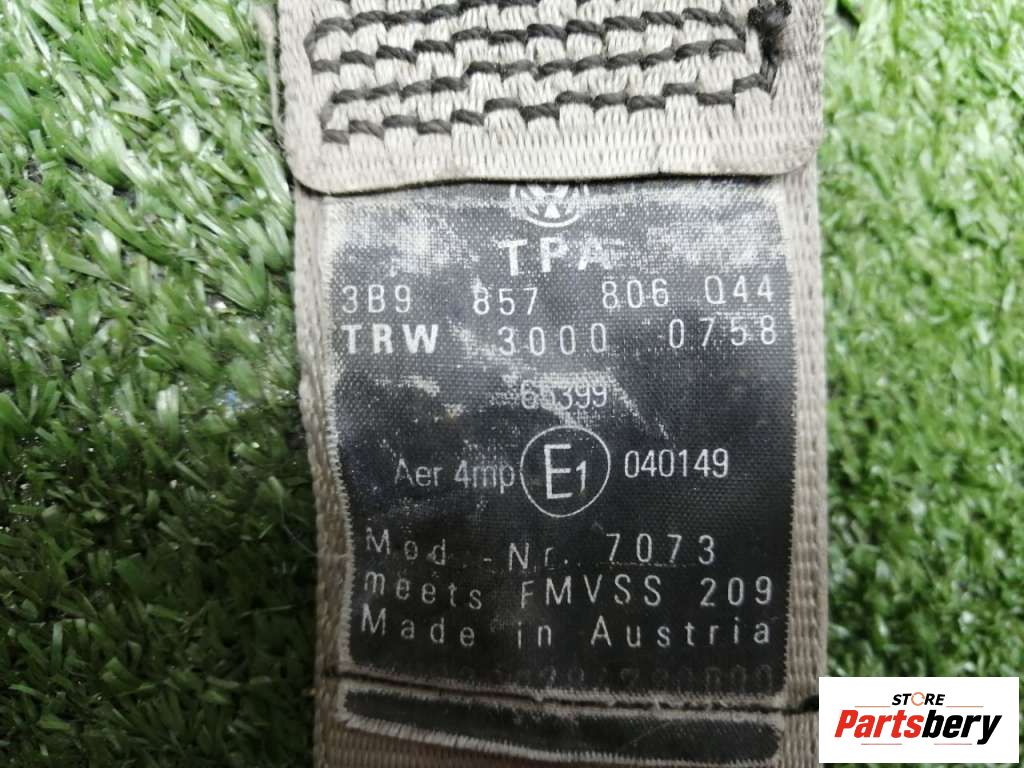 TPA
3B9 857 806 Q44
TRW 3000 0758
65399
Aer 4mp E1 040149
Mod -Nr. 7073
meets FMVSS 209
Made in Austria
STORE
Partsbery